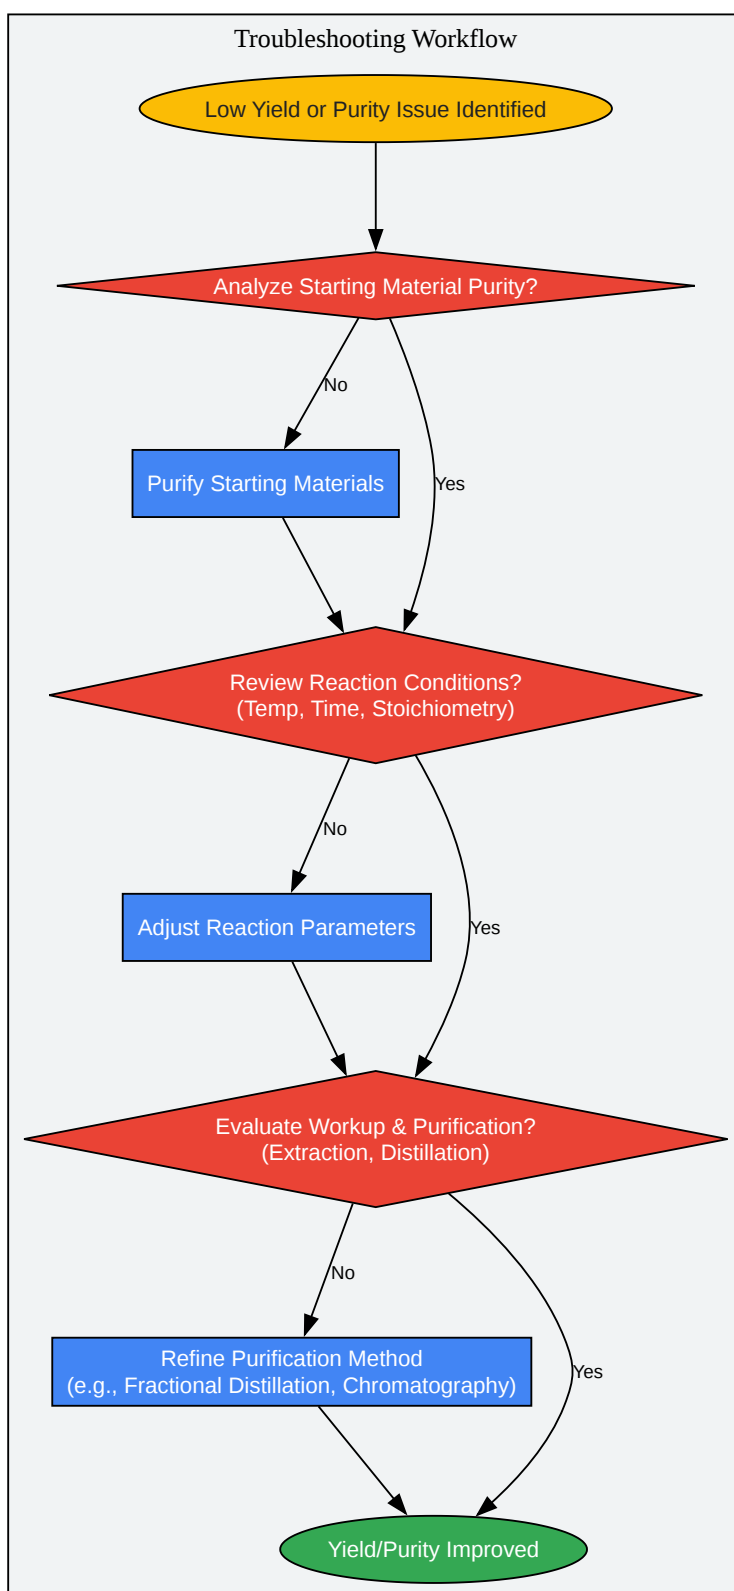 Troubleshooting Workflow
Low Yield or Purity Issue Identified
Analyze Starting Material Purity?
No
Purify Starting Materials
Yes
Review Reaction Conditions?
(Temp, Time, Stoichiometry)
No
Adjust Reaction Parameters
Yes
Evaluate Workup & Purification?
(Extraction, Distillation)
No
Refine Purification Method
(e.g., Fractional Distillation, Chromatography)
Yes
Yield/Purity Improved